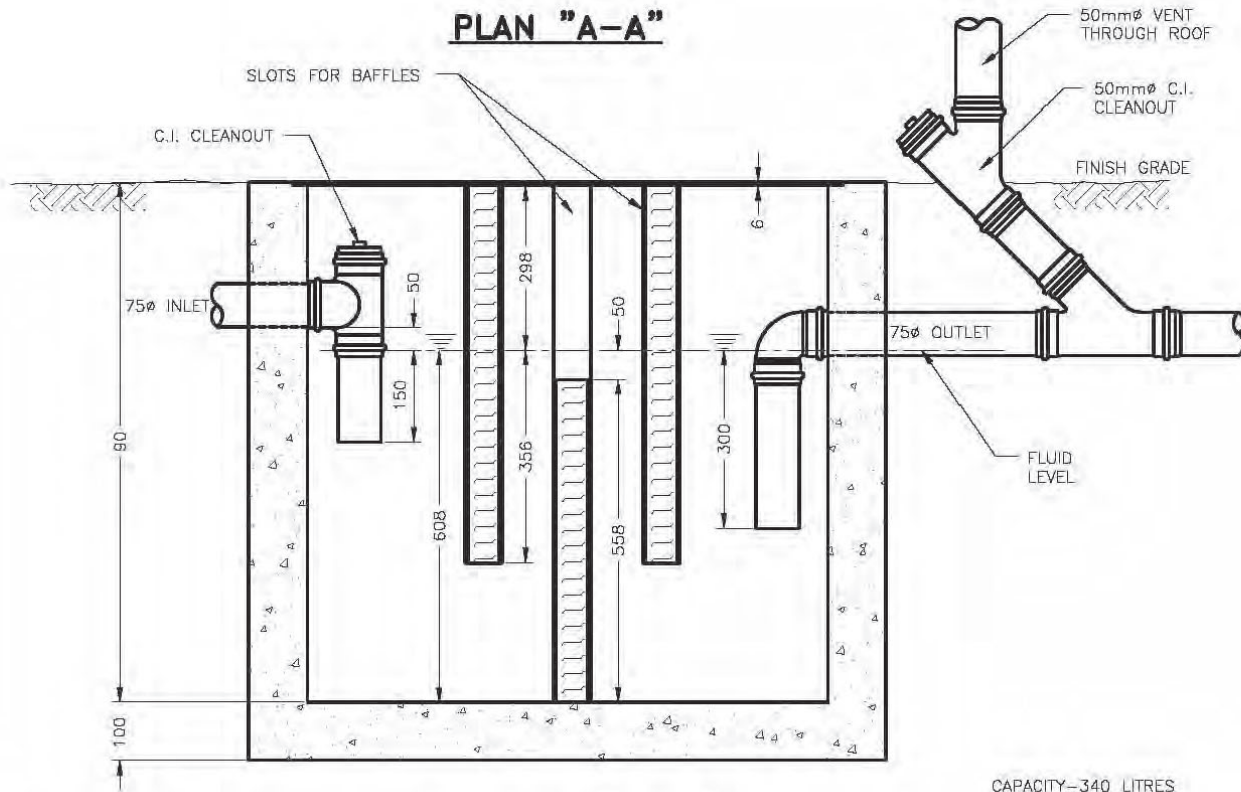 PLAN "A-A"
50mmø VENT
THROUGH ROOF
SLOTS FOR BAFFLES
50mmø C.I.
CLEANOUT
C.I. CLEANOUT
FINISH GRADE
6
298
50
50
75ø INLET
75ø OUTLET
150
90
356
300
608
558
FLUID
LEVEL
100
CAPACITY-340 LITRES